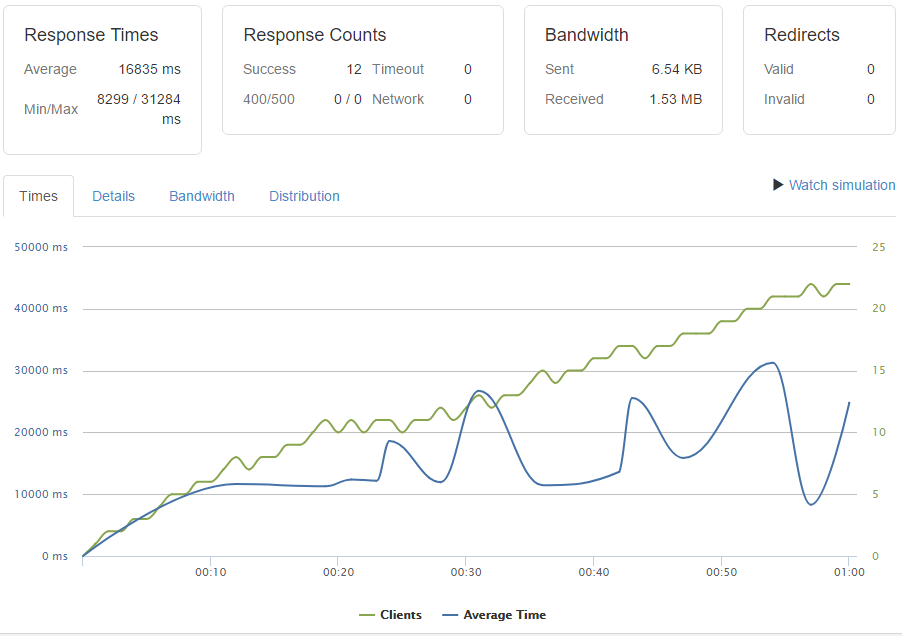 Response Times
Average 16835 ms
Min/Max 8299 / 31284
ms
Response Counts
Success 12 Timeout 0
400/500 0 / 0 Network 0
Bandwidth
Sent 6.54 KB
Received 1.53 MB
Redirects
Valid 0
Invalid 0
Times Details Bandwidth Distribution
Watch simulation
50000 ms 25
40000 ms 20
30000 ms 15
20000 ms 10
10000 ms 5
0 ms 0
00:10 00:20 00:30 00:40 00:50 01:00
Clients Average Time